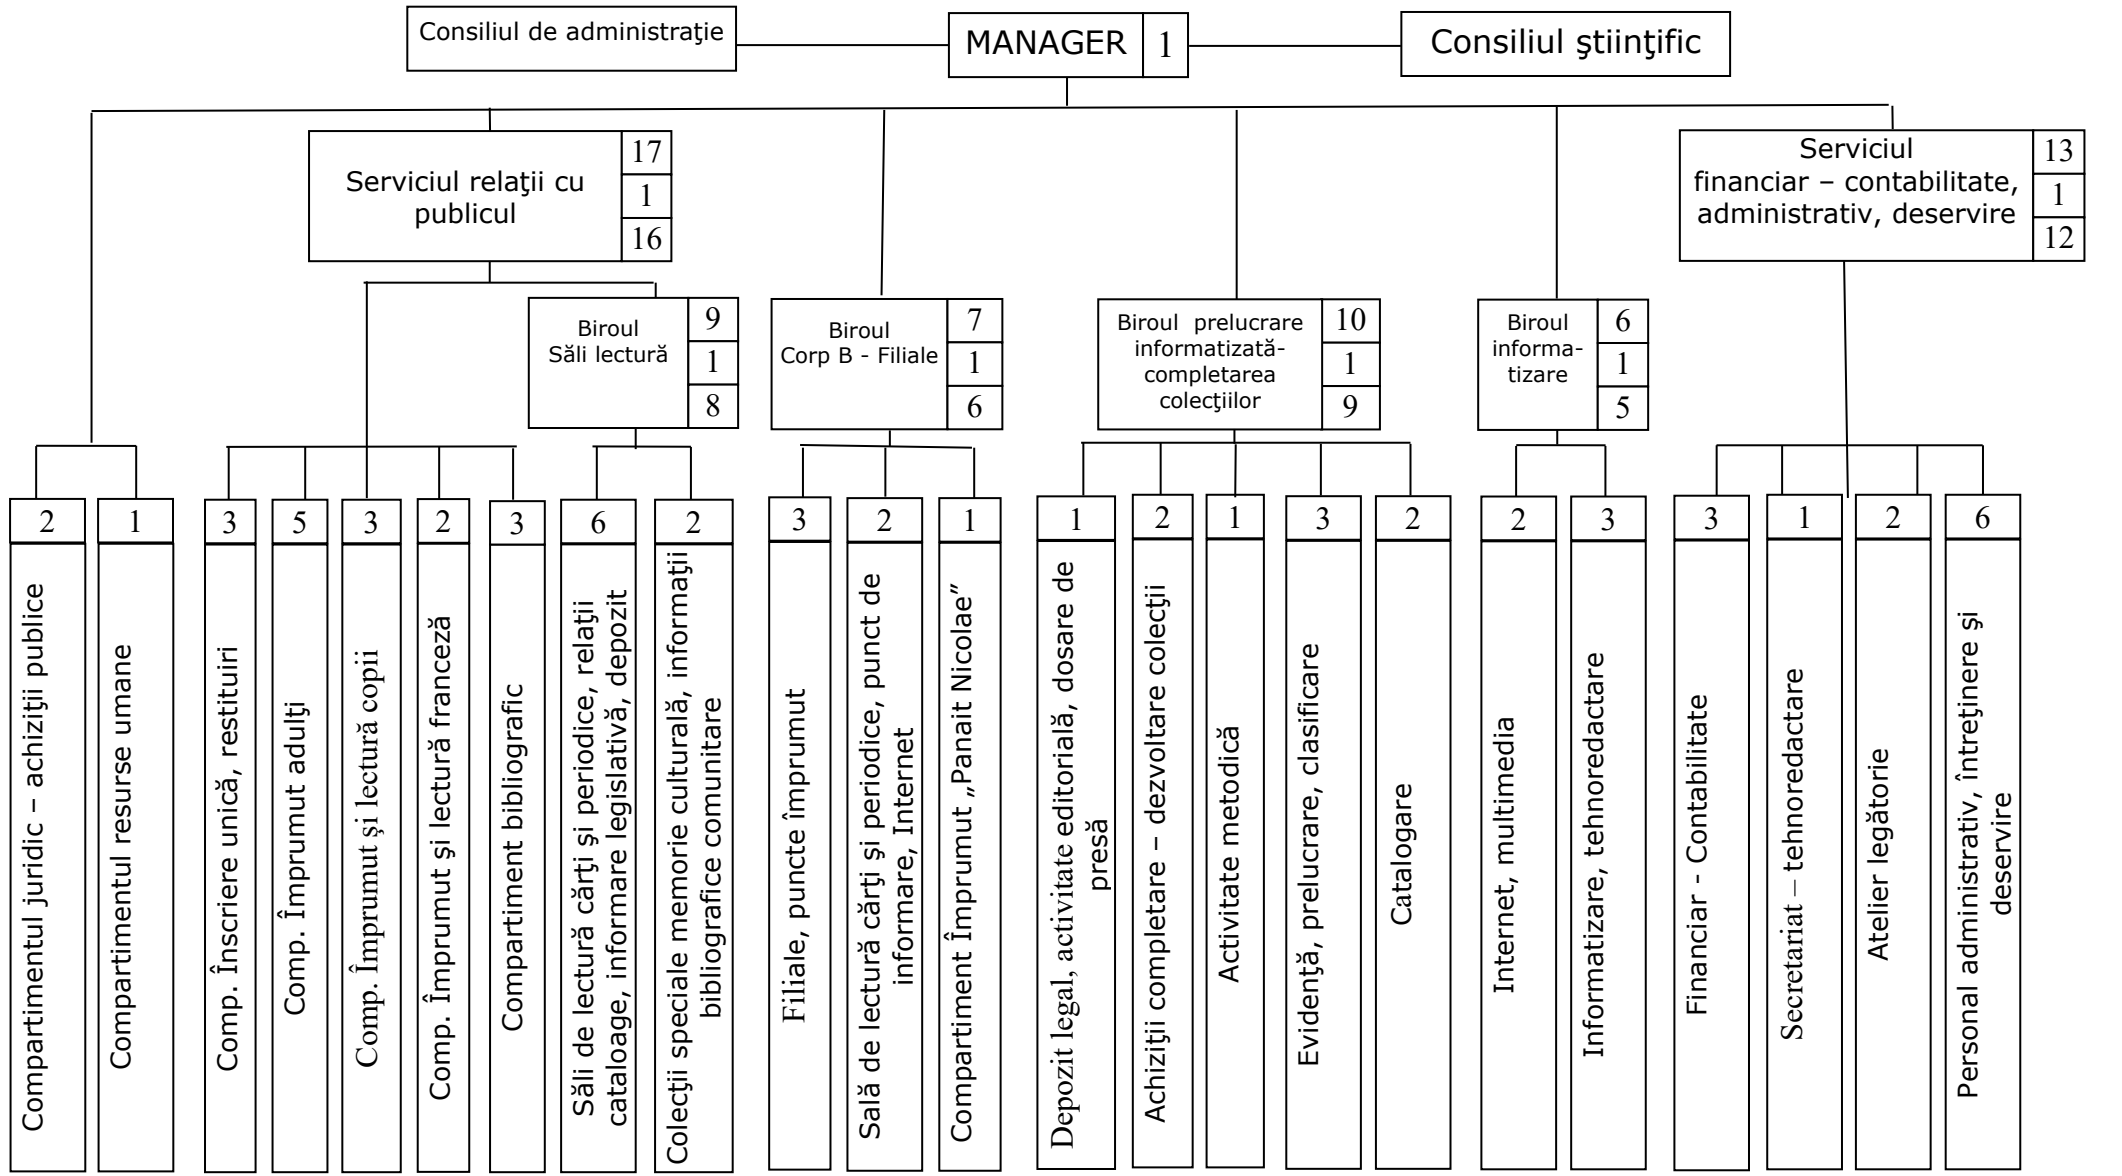 Consiliul de administraţie
MANAGER 1
Consiliul ştiinţific
Serviciul relaţii cu
publicul
17
1
16
Serviciul
financiar – contabilitate,
administrativ, deservire
13
1
12
Biroul
Săli lectură
9
1
8
Biroul
Corp B - Filiale
7
1
6
Biroul prelucrare
informatizată-
completarea
colecţiilor
10
1
9
Biroul
informa-
tizare
6
1
5
2
Compartimentul juridic – achiziţii publice
1
Compartimentul resurse umane
3
Comp. Înscriere unică, restituiri
5
Comp. Împrumut adulţi
3
Comp. Împrumut şi lectură copii
2
Comp. Împrumut şi lectură franceză
3
Compartiment bibliografic
6
Săli de lectură cărţi şi periodice, relaţii
cataloage, informare legislativă, depozit
2
Colecţii speciale memorie culturală, informaţii
bibliografice comunitare
3
Filiale, puncte împrumut
2
Sală de lectură cărţi şi periodice, punct de
informare, Internet
1
Compartiment Împrumut „Panait Nicolae”
1
Depozit legal, activitate editorială, dosare de
presă
2
Achiziţii completare – dezvoltare colecţii
1
Activitate metodică
3
Evidenţă, prelucrare, clasificare
2
Catalogare
2
Internet, multimedia
3
Informatizare, tehnoredactare
3
Financiar - Contabilitate
1
Secretariat – tehnoredactare
2
Atelier legătorie
6
Personal administrativ, întreţinere şi
deservire